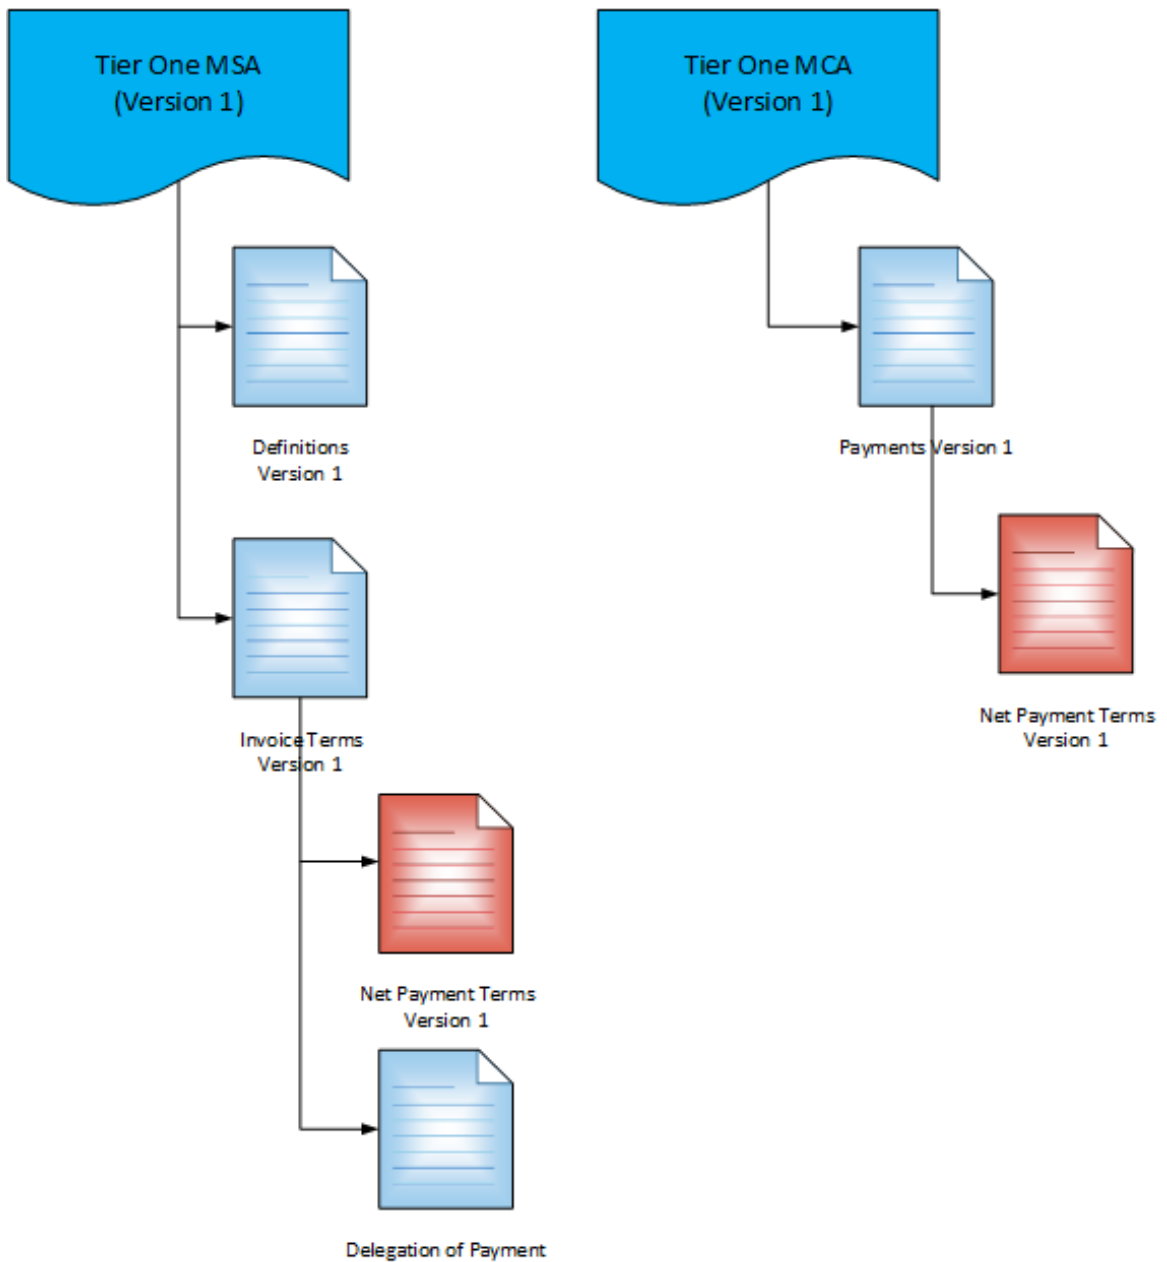 Tier One MSA
(Version 1)
Tier One MCA
(Version 1)
Definitions
Version 1
Payments Version 1
Invoice Terms
Version 1
Net Payment Terms
Version 1
Net Payment Terms
Version 1
Delegation of Payment